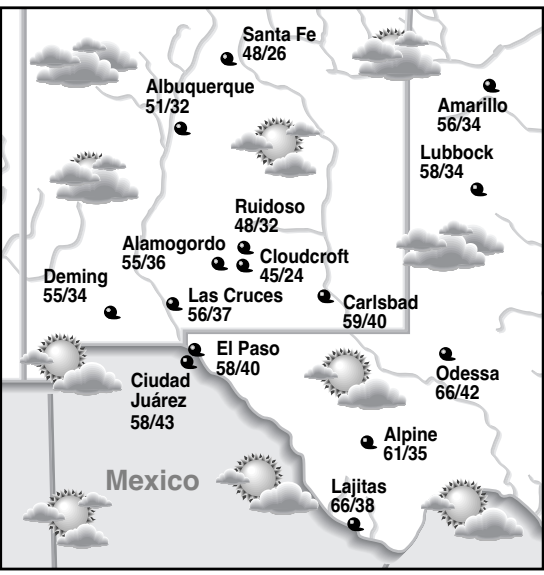 Santa Fe
48/26
Albuquerque
51/32
Amarillo
56/34
Lubbock
58/34
Ruidoso
48/32
Alamogordo
55/36
Cloudcroft
45/24
Deming
55/34
Las Cruces
56/37
Carlsbad
59/40
El Paso
58/40
Ciudad
Juárez
58/43
Odessa
66/42
Alpine
61/35
Mexico
Lajitas
66/38